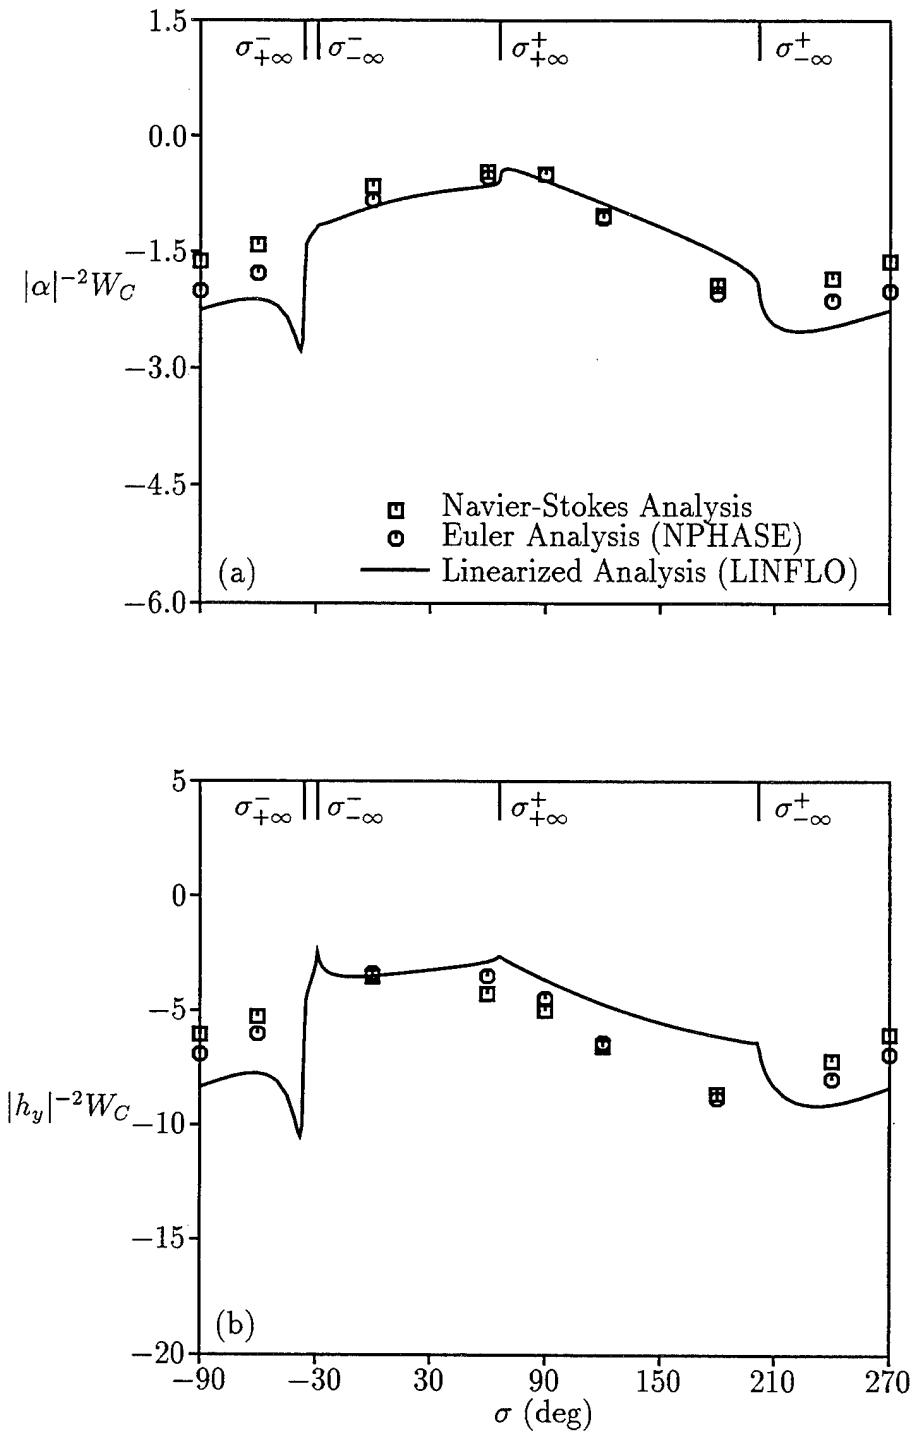 1.5
σ⁻₊∞ σ⁻₋∞ σ⁺₊∞ σ⁺₋∞
0.0
−1.5
|α|⁻²W_C
−3.0
−4.5
Navier-Stokes Analysis
Euler Analysis (NPHASE)
(a) Linearized Analysis (LINFLO)
−6.0
5
σ⁻₊∞ σ⁻₋∞ σ⁺₊∞ σ⁺₋∞
0
−5
|h_y|⁻²W_C
−10
−15
(b)
−20
−90 −30 30 90 150 210 270
σ (deg)